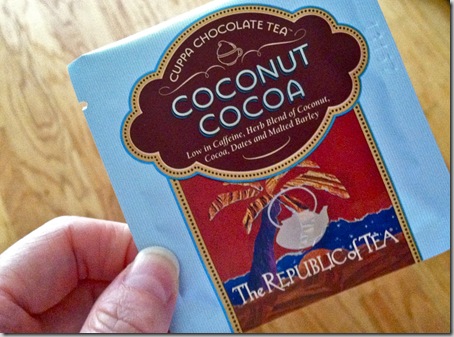 CUPPA CHOCOLATE TEA™
COCONUT
COCOA
Low in Caffeine, Herb Blend of Coconut,
Cocoa, Dates and Malted Barley
The REPUBLIC of TEA